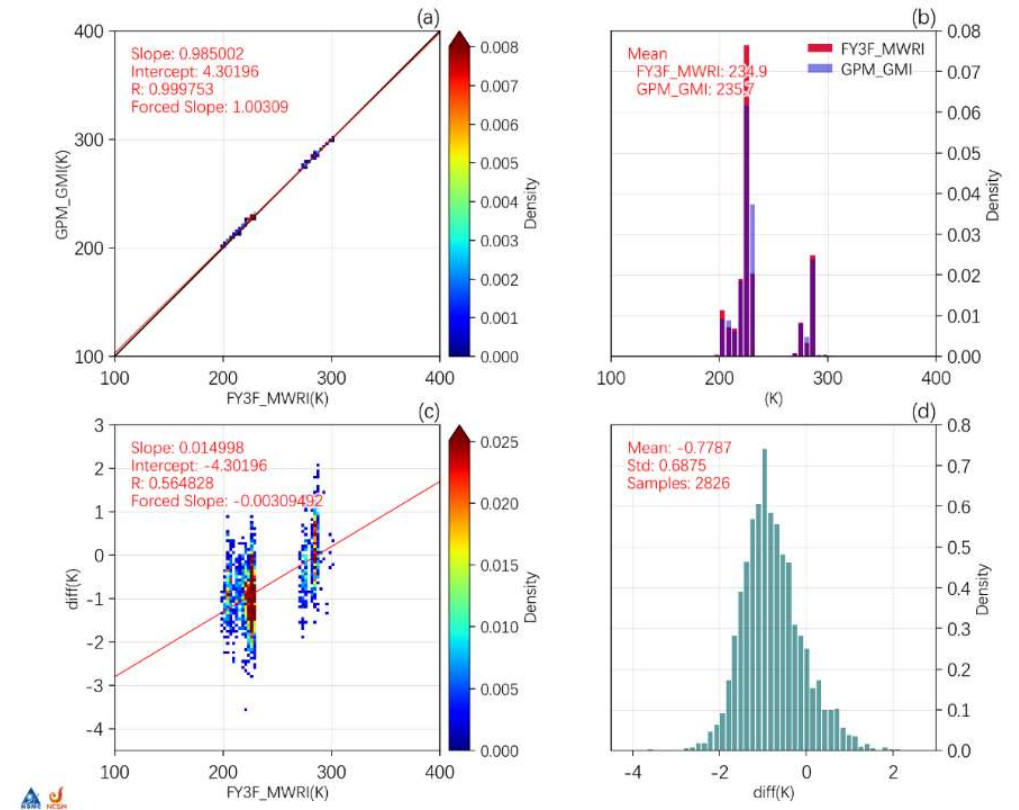 (a)
400
300
200
100
GPM_GMI(K)
Slope: 0.985002
Intercept: 4.30196
R: 0.999753
Forced Slope: 1.00309
100
200
300
400
FY3F_MWRI(K)
0.008
0.007
0.006
0.005
0.004
0.003
0.002
0.001
0.000
Density
(b)
Mean
FY3F_MWRI: 234.9
GPM_GMI: 235.7
FY3F_MWRI
GPM_GMI
0.08
0.07
0.06
0.05
0.04
0.03
0.02
0.01
0.00
Density
100
200
300
400
(K)
(c)
3
2
1
0
-1
-2
-3
-4
diff(K)
Slope: 0.014998
Intercept: -4.30196
R: 0.564828
Forced Slope: -0.00309492
100
200
300
400
FY3F_MWRI(K)
0.025
0.020
0.015
0.010
0.005
0.000
Density
(d)
Mean: -0.7787
Std: 0.6875
Samples: 2826
0.8
0.7
0.6
0.5
0.4
0.3
0.2
0.1
0.0
Density
-4
-2
0
2
diff(K)